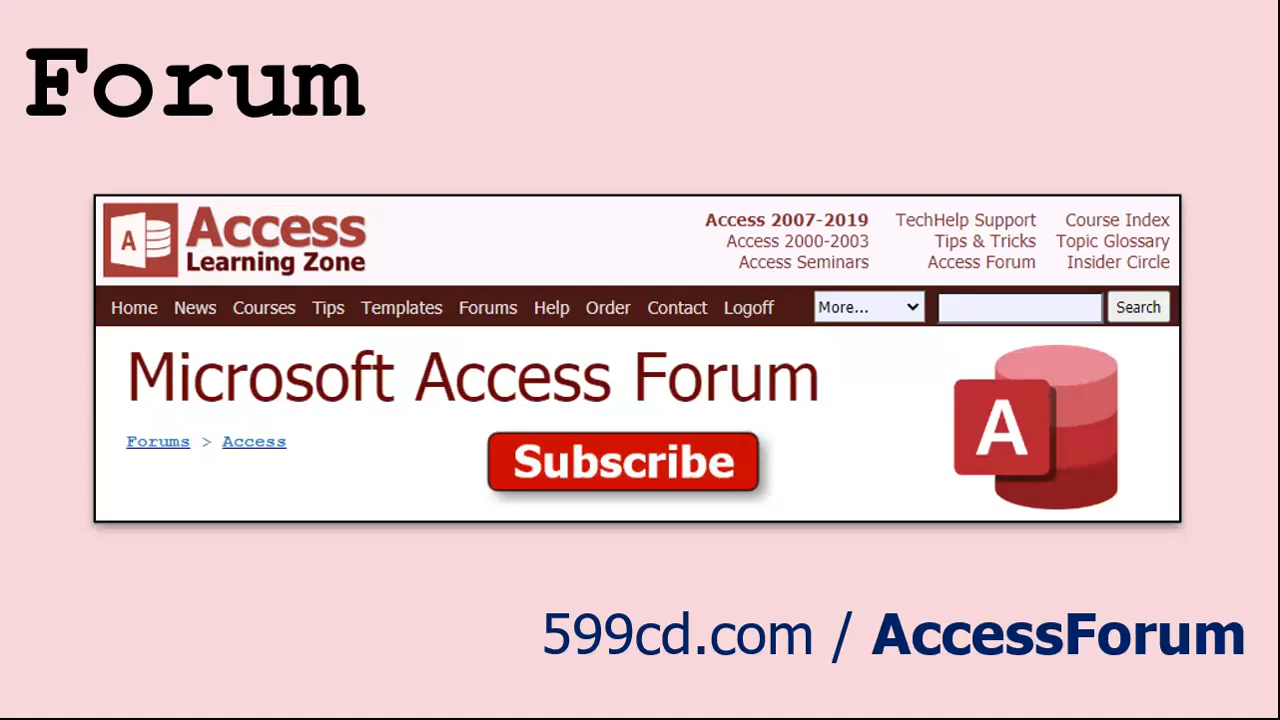 Forum
A Access
Learning Zone
Access 2007-2019 TechHelp Support Course Index
Access 2000-2003 Tips & Tricks Topic Glossary
Access Seminars Access Forum Insider Circle
Home News Courses Tips Templates Forums Help Order Contact Logoff More... Search
Microsoft Access Forum
A
Forums > Access
Subscribe
599cd.com / AccessForum